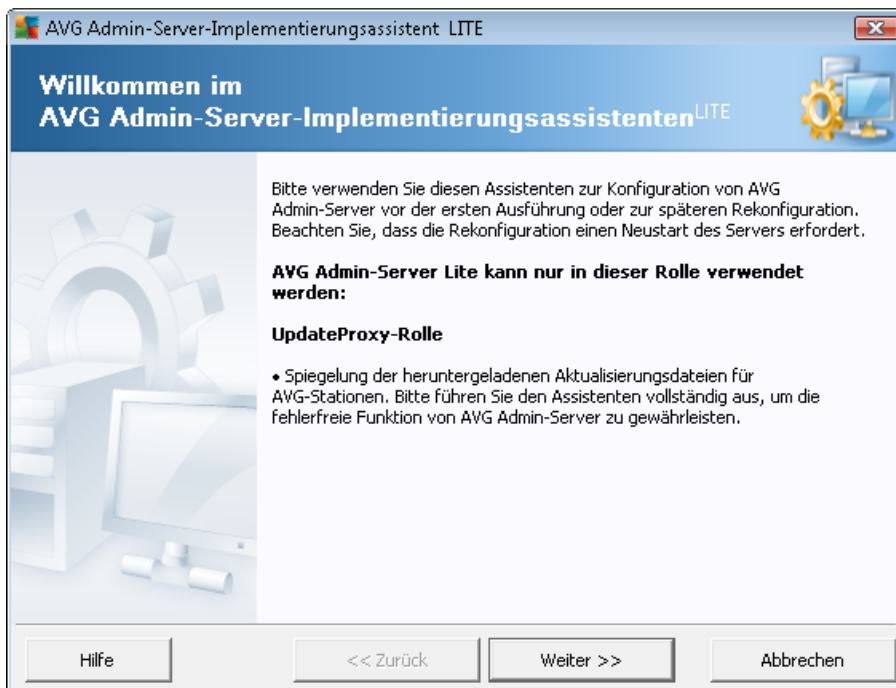 AVG Admin-Server-Implementierungsassistent LITE
Willkommen im
AVG Admin-Server-Implementierungsassistenten LITE
Bitte verwenden Sie diesen Assistenten zur Konfiguration von AVG
Admin-Server vor der ersten Ausführung oder zur späteren Rekonfiguration.
Beachten Sie, dass die Rekonfiguration einen Neustart des Servers erfordert.
AVG Admin-Server Lite kann nur in dieser Rolle verwendet
werden:
UpdateProxy-Rolle
• Spiegelung der heruntergeladenen Aktualisierungsdateien für
AVG-Stationen. Bitte führen Sie den Assistenten vollständig aus, um die
fehlerfreie Funktion von AVG Admin-Server zu gewährleisten.
Hilfe
<< Zurück
Weiter >>
Abbrechen